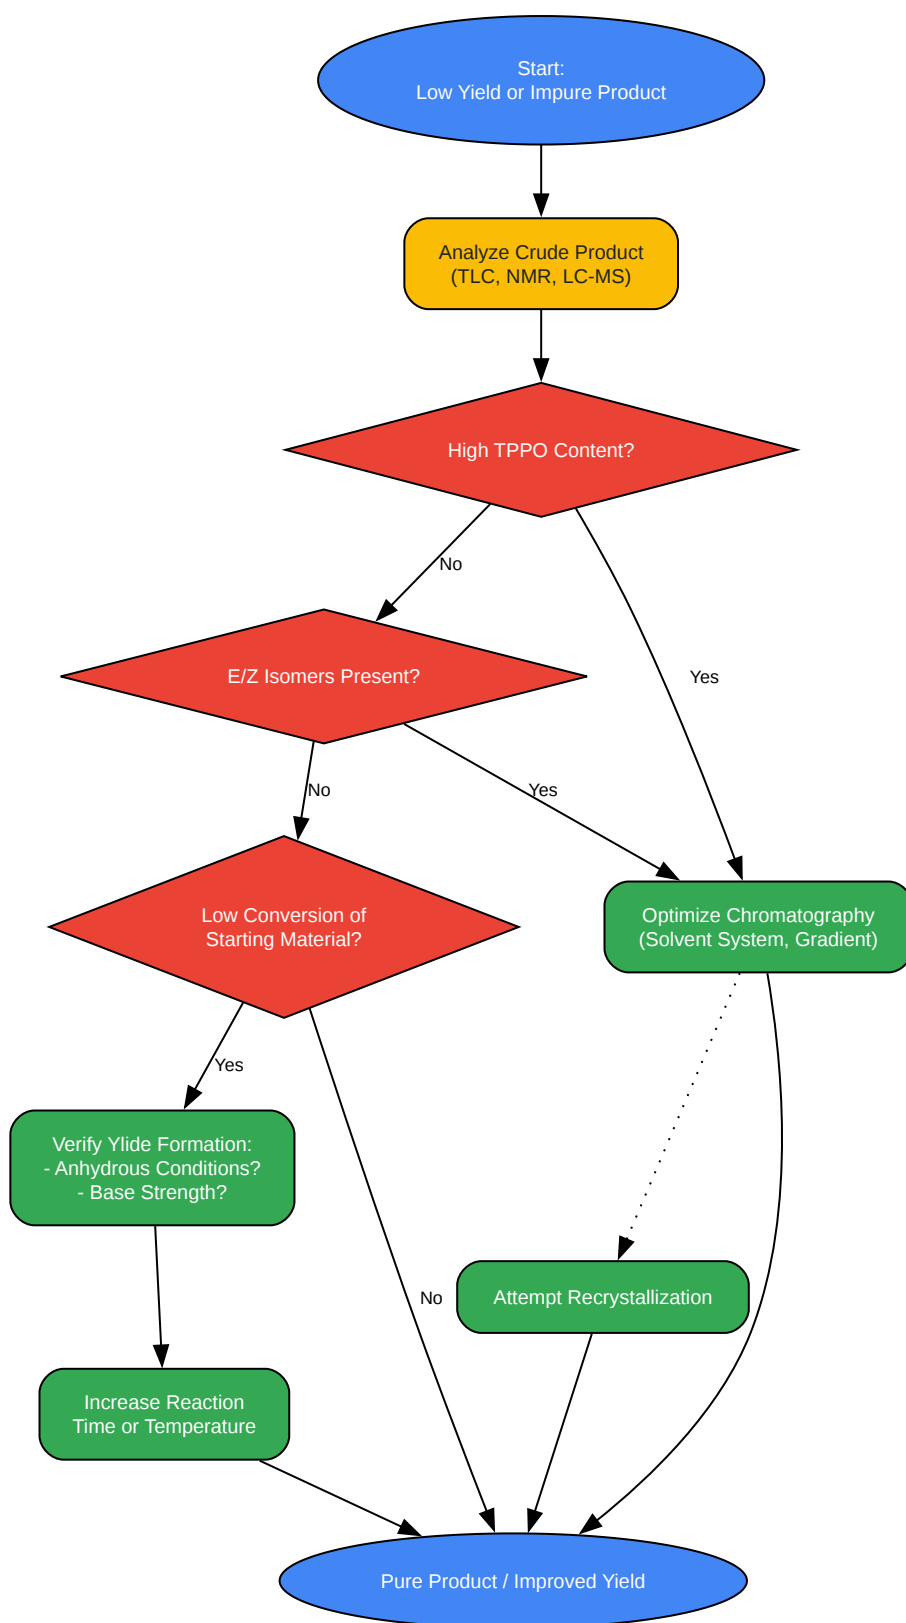 Start:
Low Yield or Impure Product
Analyze Crude Product
(TLC, NMR, LC-MS)
High TPPO Content?
No
Yes
E/Z Isomers Present?
No
Yes
Low Conversion of
Starting Material?
Optimize Chromatography
(Solvent System, Gradient)
Yes
No
Verify Ylide Formation:
- Anhydrous Conditions?
- Base Strength?
Attempt Recrystallization
Increase Reaction
Time or Temperature
Pure Product / Improved Yield